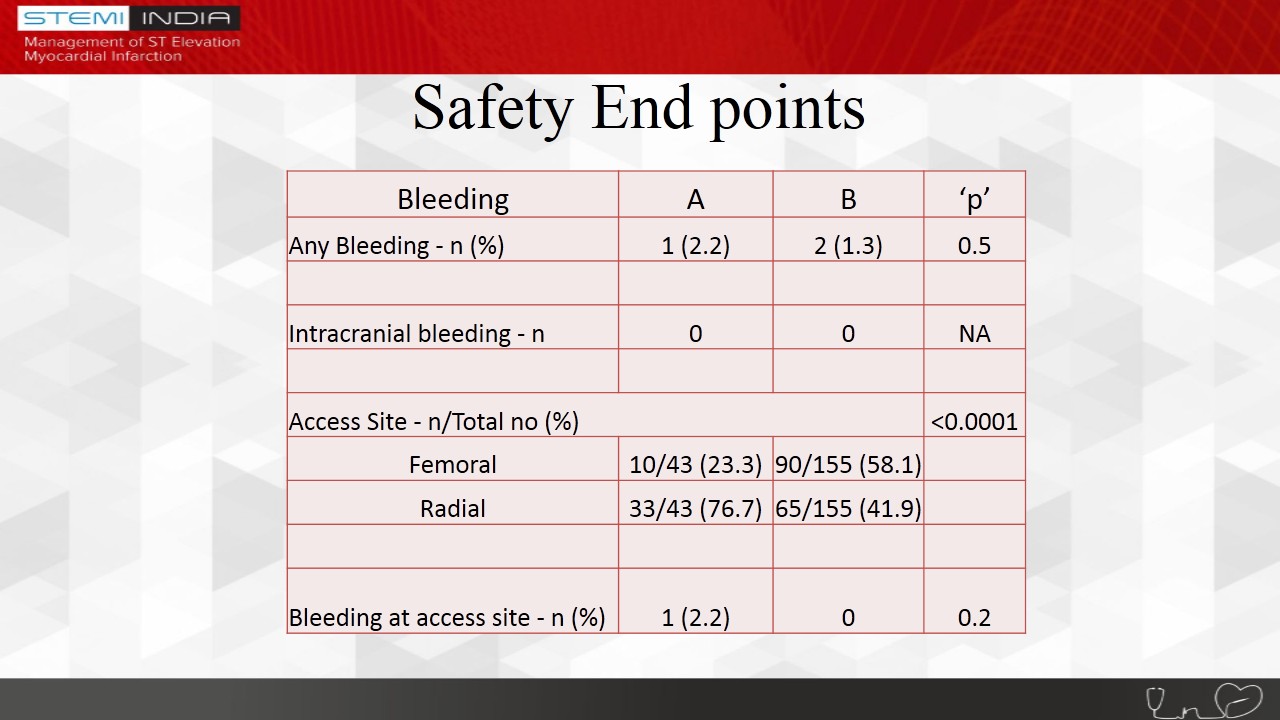 STEMI INDIA
Management of ST Elevation
Myocardial Infarction
Safety End points
Bleeding A B ‘p’
Any Bleeding - n (%) 1 (2.2) 2 (1.3) 0.5
Intracranial bleeding - n 0 0 NA
Access Site - n/Total no (%) <0.0001
Femoral 10/43 (23.3) 90/155 (58.1)
Radial 33/43 (76.7) 65/155 (41.9)
Bleeding at access site - n (%) 1 (2.2) 0 0.2